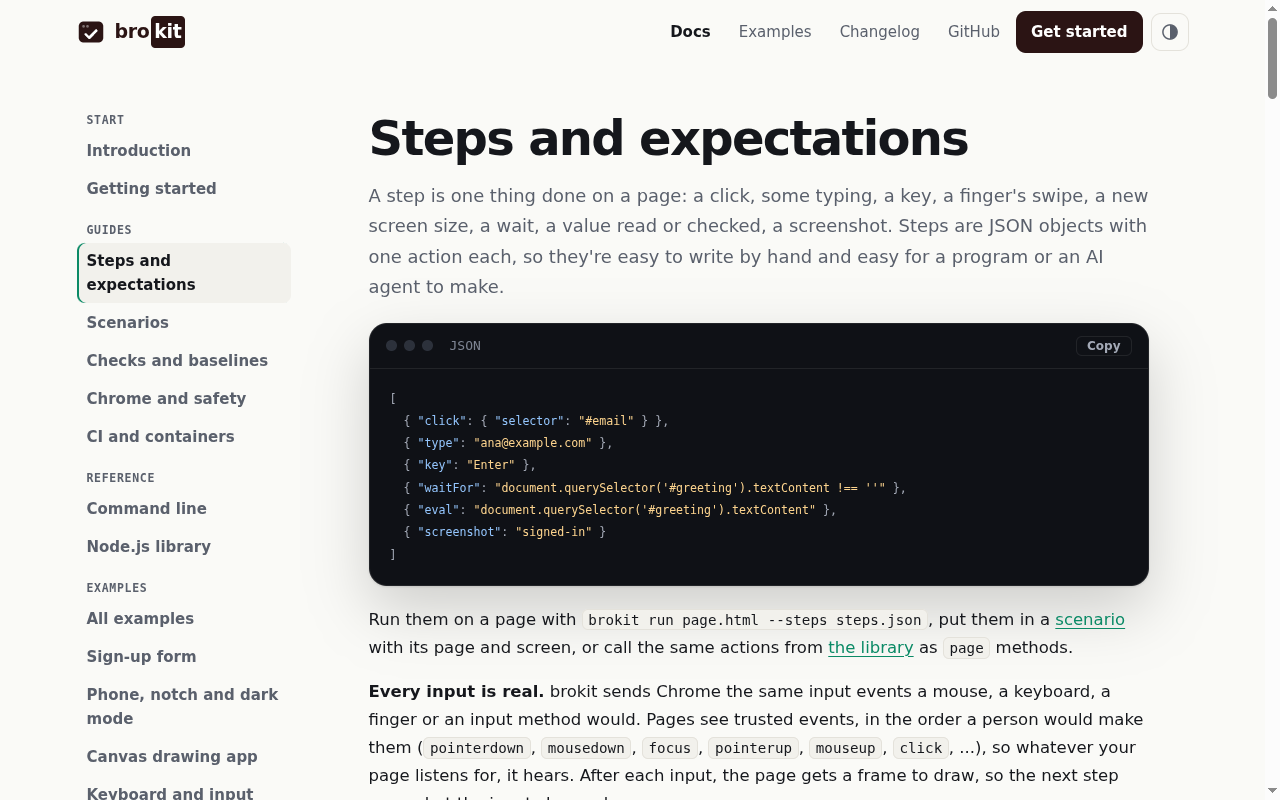 brokit
Docs
Examples
Changelog
GitHub
Get started
START
Introduction
Getting started
GUIDES
Steps and
expectations
Scenarios
Checks and baselines
Chrome and safety
CI and containers
REFERENCE
Command line
Node.js library
EXAMPLES
All examples
Sign-up form
Phone, notch and dark
mode
Canvas drawing app
Keyboard and input
Steps and expectations
A step is one thing done on a page: a click, some typing, a key, a finger's swipe, a new
screen size, a wait, a value read or checked, a screenshot. Steps are JSON objects with
one action each, so they're easy to write by hand and easy for a program or an AI
agent to make.
JSON
Copy
[
{ "click": { "selector": "#email" } },
{ "type": "ana@example.com" },
{ "key": "Enter" },
{ "waitFor": "document.querySelector('#greeting').textContent !== ''" },
{ "eval": "document.querySelector('#greeting').textContent" },
{ "screenshot": "signed-in" }
]
Run them on a page with brokit run page.html --steps steps.json, put them in a scenario
with its page and screen, or call the same actions from the library as page methods.
Every input is real. brokit sends Chrome the same input events a mouse, a keyboard, a
finger or an input method would. Pages see trusted events, in the order a person would make
them (pointerdown, mousedown, focus, pointerup, mouseup, click, …), so whatever your
page listens for, it hears. After each input, the page gets a frame to draw, so the next step